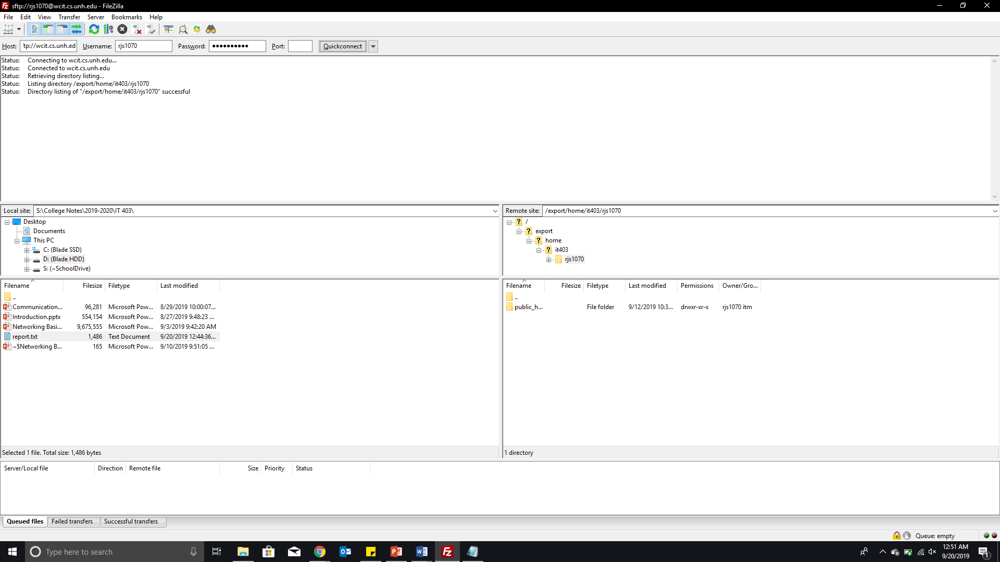 sftp://rjs1070@wcit.cs.unh.edu - FileZilla
File Edit View Transfer Server Bookmarks Help
Host: tp://wcit.cs.unh.ed Username: rjs1070 Password: ●●●●●●●●●● Port: Quickconnect
Status: Connecting to wcit.cs.unh.edu...
Status: Connected to wcit.cs.unh.edu
Status: Retrieving directory listing...
Status: Listing directory /export/home/it403/rjs1070
Status: Directory listing of "/export/home/it403/rjs1070" successful
Local site: S:\College Notes\2019-2020\IT 403\
Desktop
Documents
This PC
C: (Blade SSD)
D: (Blade HDD)
S: (~SchoolDrive)
Filename Filesize Filetype Last modified
..
Communication... 96,281 Microsoft Pow... 8/29/2019 10:00:07...
Introduction.pptx 554,154 Microsoft Pow... 8/27/2019 9:48:23 ...
Networking Basi... 9,675,555 Microsoft Pow... 9/3/2019 9:42:20 AM
report.txt 1,486 Text Document 9/20/2019 12:44:36...
~$Networking B... 165 Microsoft Pow... 9/10/2019 9:51:05 ...
Selected 1 file. Total size: 1,486 bytes
Remote site: /export/home/it403/rjs1070
/
export
home
it403
rjs1070
Filename Filesize Filetype Last modified Permissions Owner/Gro...
..
public_h... File folder 9/12/2019 10:3... drwxr-xr-x rjs1070 itm
1 directory
Server/Local file Direction Remote file Size Priority Status
Queued files Failed transfers Successful transfers
Queue: empty
Type here to search
12:51 AM
9/20/2019
1